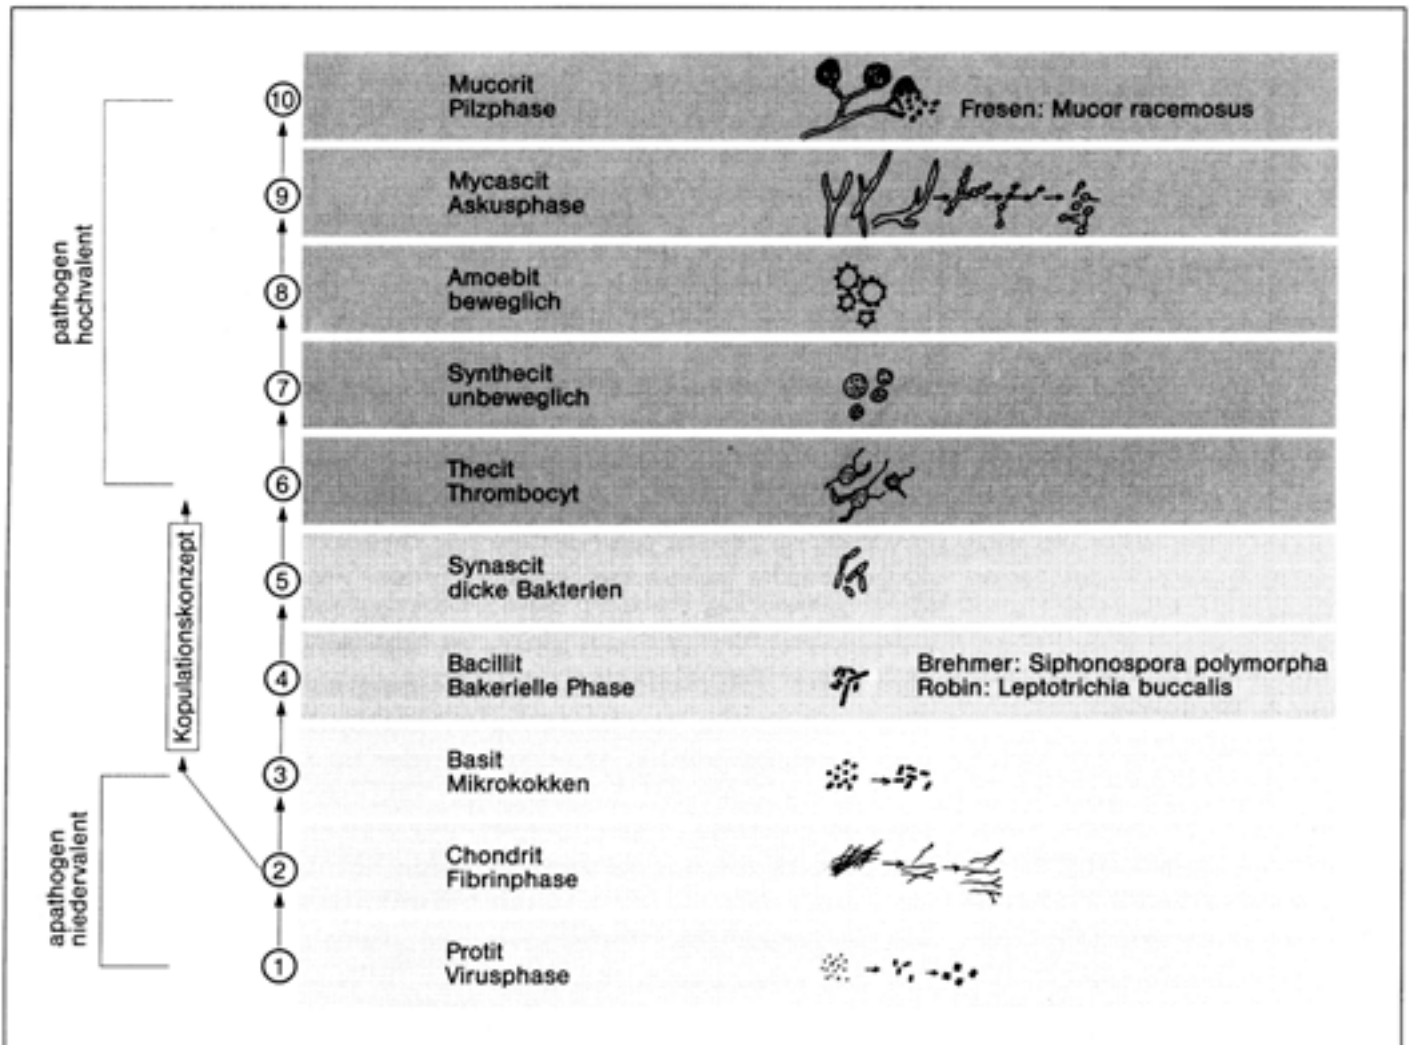 10
Mucorit
Pilzphase
Fresen: Mucor racemosus
9
Mycascit
Askusphase
8
Amoebit
beweglich
7
Synthecit
unbeweglich
6
Thecit
Thrombocyt
5
Synascit
dicke Bakterien
4
Bacillit
Bakerielle Phase
Brehmer: Siphonospora polymorpha
Robin: Leptotrichia buccalis
3
Basit
Mikrokokken
2
Chondrit
Fibrinphase
1
Protit
Virusphase
pathogen
hochvalent
Kopulationskonzept
apathogen
niedervalent